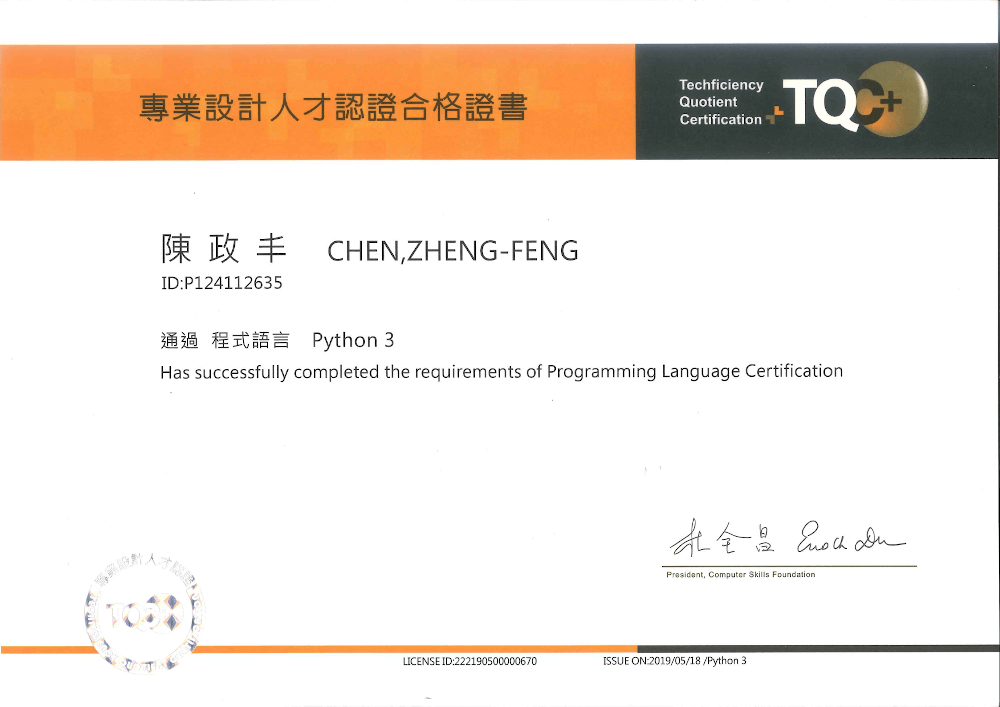 專業設計人才認證合格證書
Techficiency
Quotient
Certification
TQC+
陳政丰 CHEN,ZHENG-FENG
ID:P124112635
通過 程式語言 Python 3
Has successfully completed the requirements of Programming Language Certification
杜全昌 Enoch Du
President, Computer Skills Foundation
專業設計人才認證
TQC+
LICENSE ID:222190500000670
ISSUE ON:2019/05/18 /Python 3